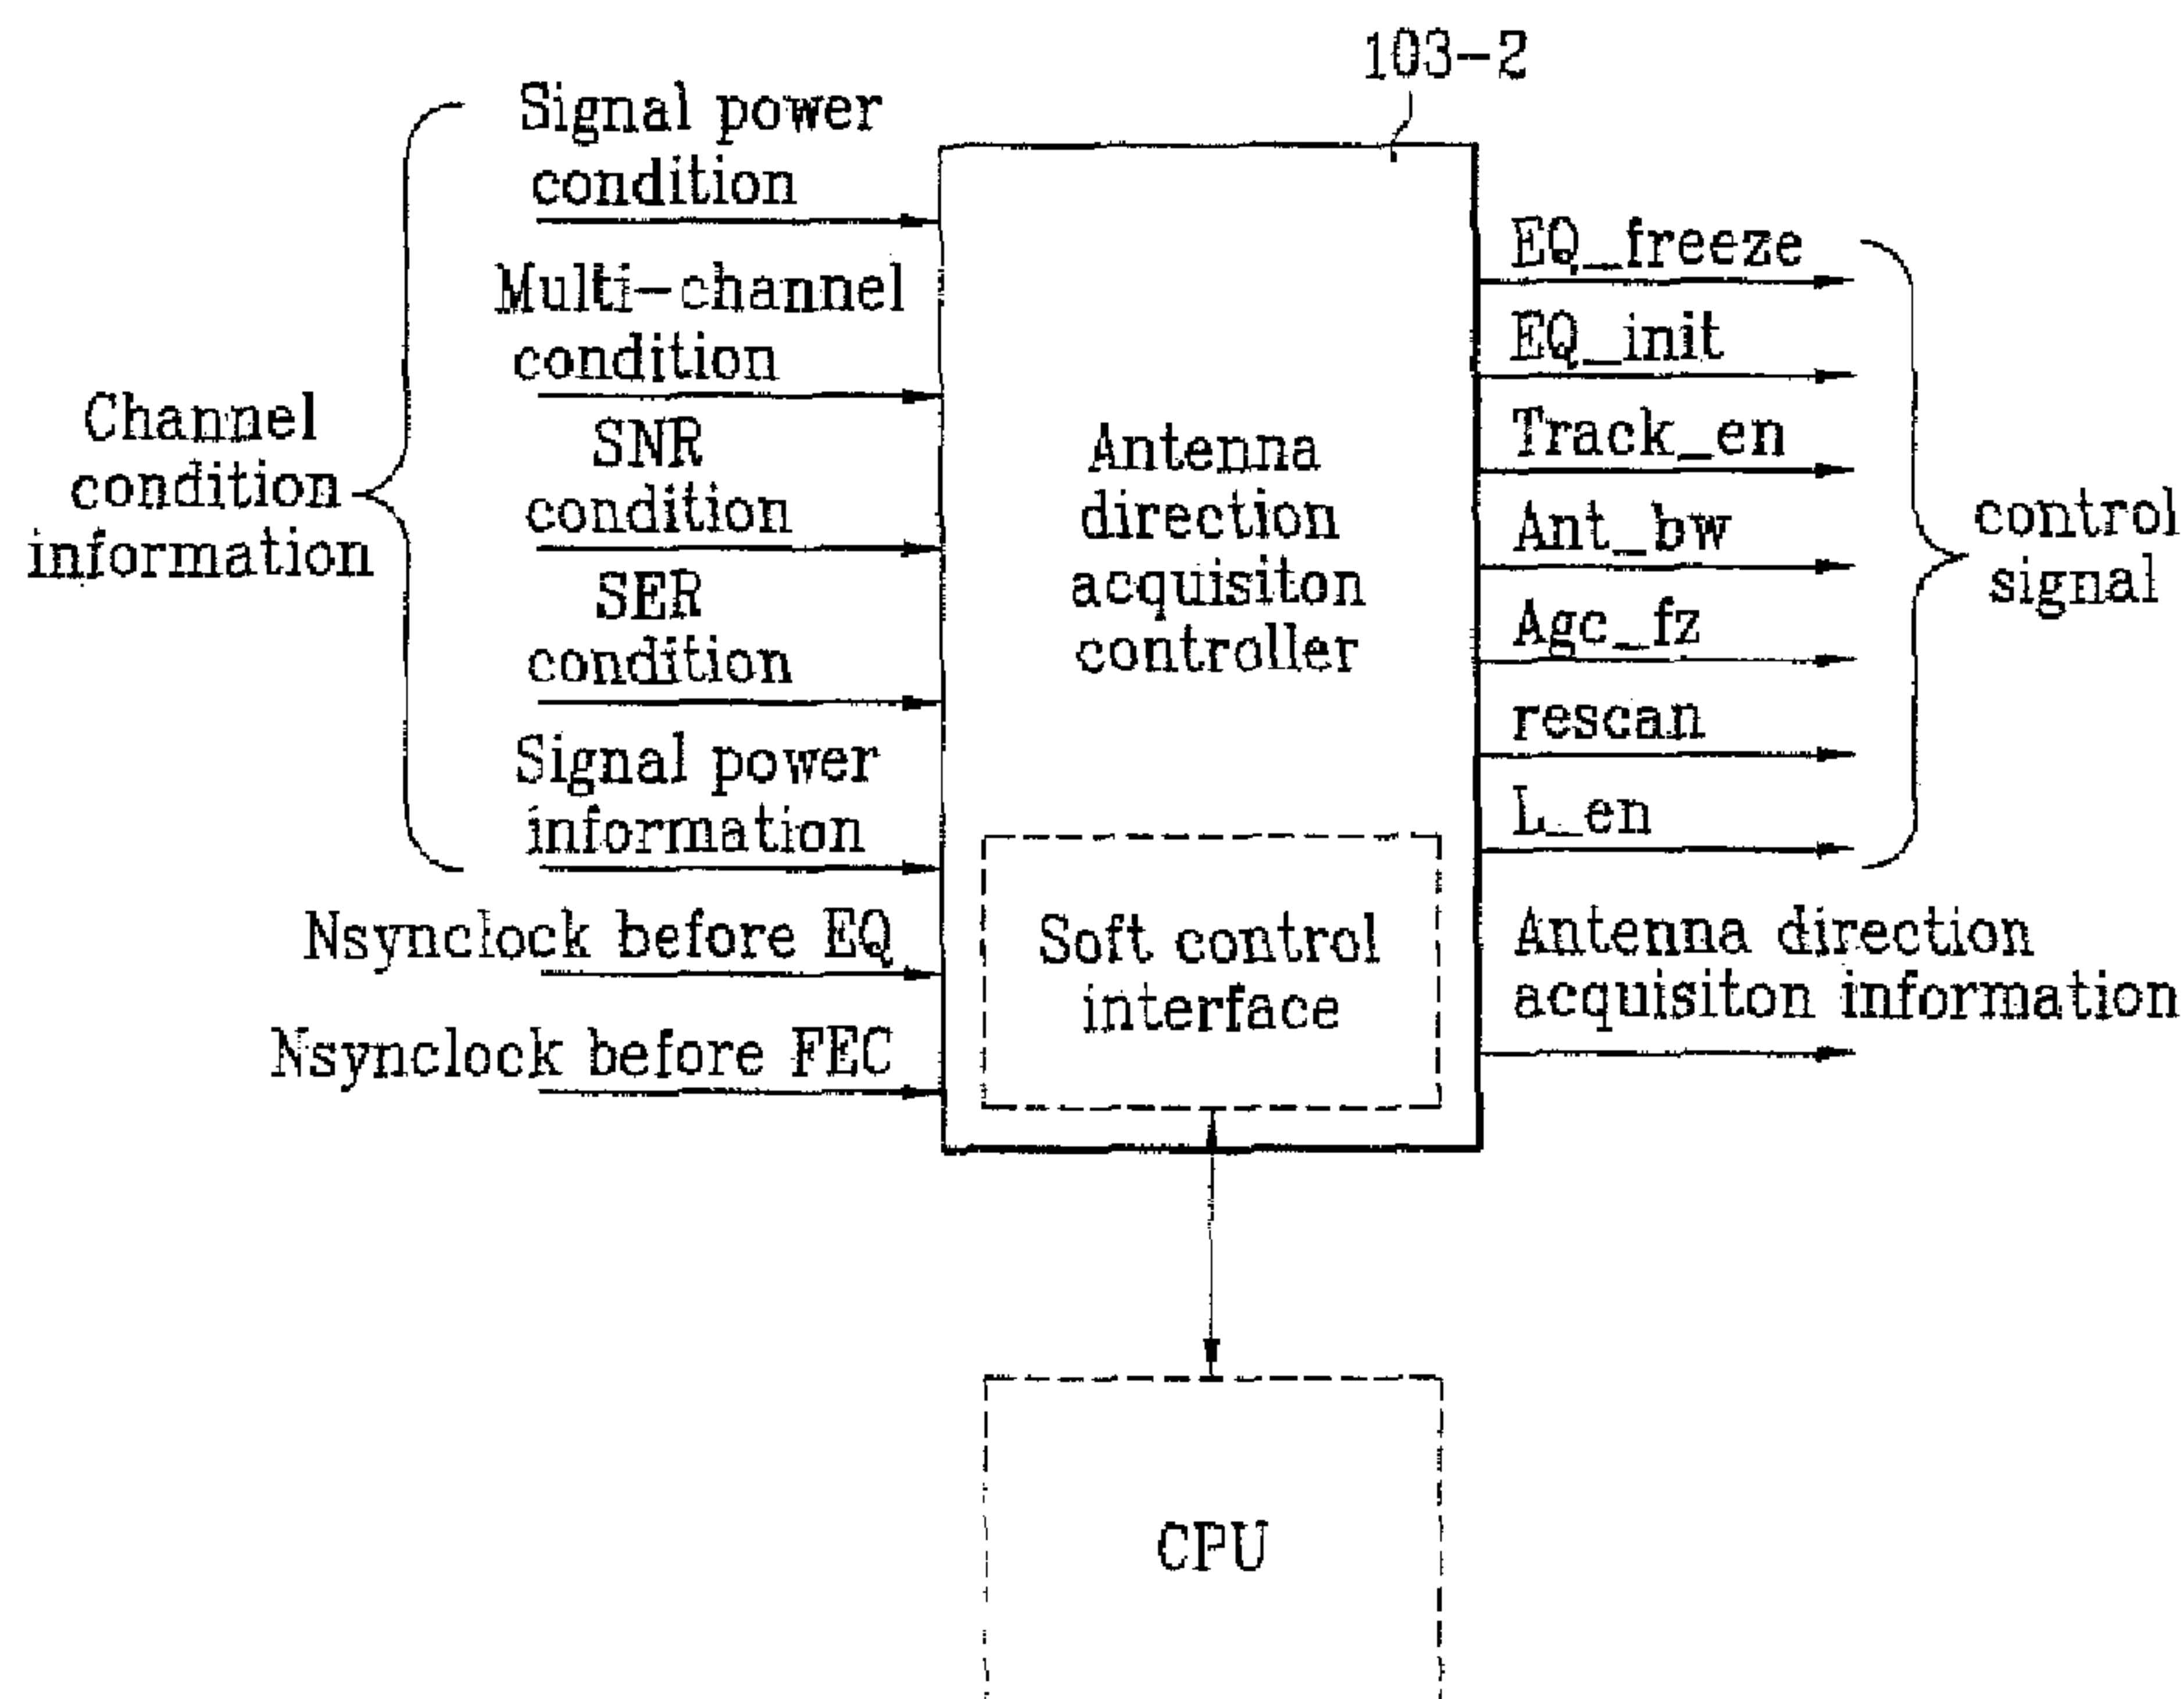 103-2
Signal power
condition
Multi-channel
condition
SNR
condition
SER
condition
Signal power
information
Channel
condition
information
Nsynclock before EQ
Nsynclock before FEC
Antenna
direction
acquisiton
controller
Soft control
interface
EQ_freeze
EQ_init
Track_en
Ant_bw
Agc_fz
rescan
L_en
control
signal
Antenna direction
acquisiton information
CPU